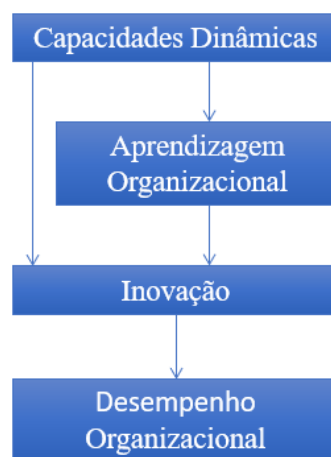 Capacidades Dinâmicas
Aprendizagem
Organizacional
Inovação
Desempenho
Organizacional